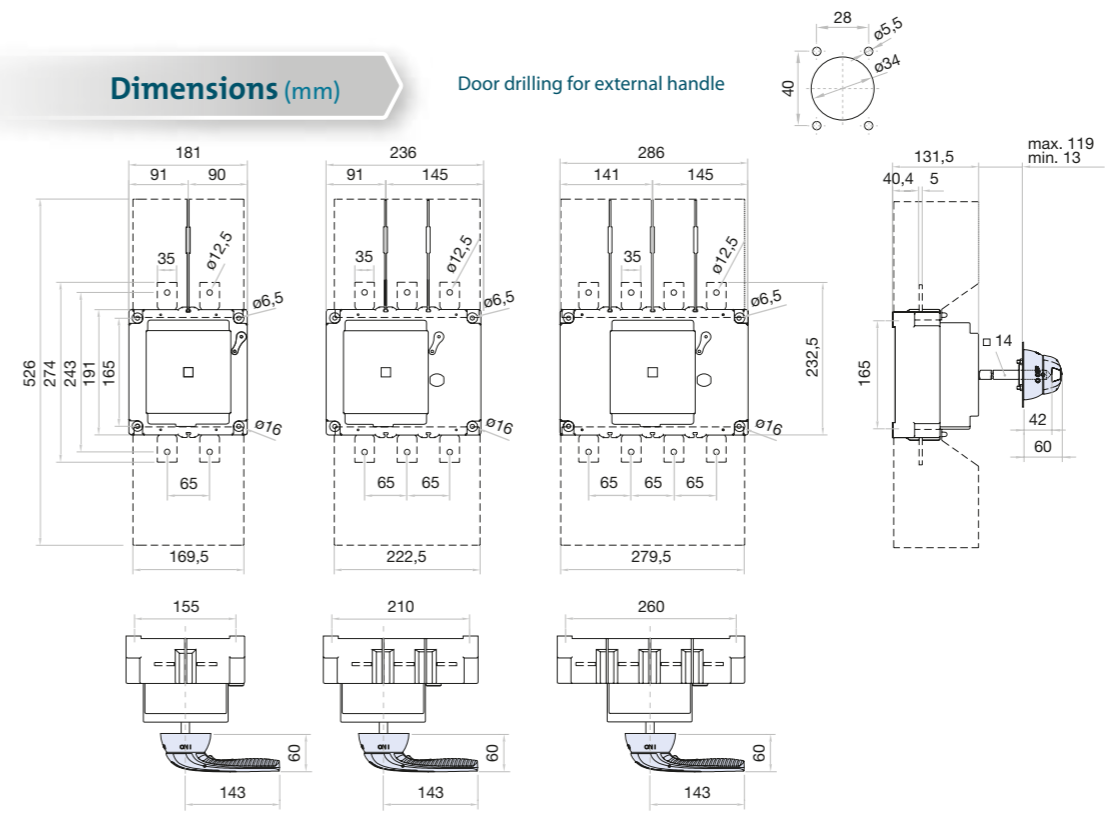 28
ø5,5
ø34
40
Dimensions (mm)
Door drilling for external handle
181
91 90
35
ø12,5
ø6,5
526
274
243
191
165
ø16
65
169,5
236
91 145
35
ø12,5
ø6,5
ø16
65 65
222,5
286
141 145
35
ø12,5
ø6,5
232,5
ø16
65 65 65
279,5
max. 119
min. 13
131,5
40,4 5
165
14
42
60
155
60
143
210
60
143
260
60
143